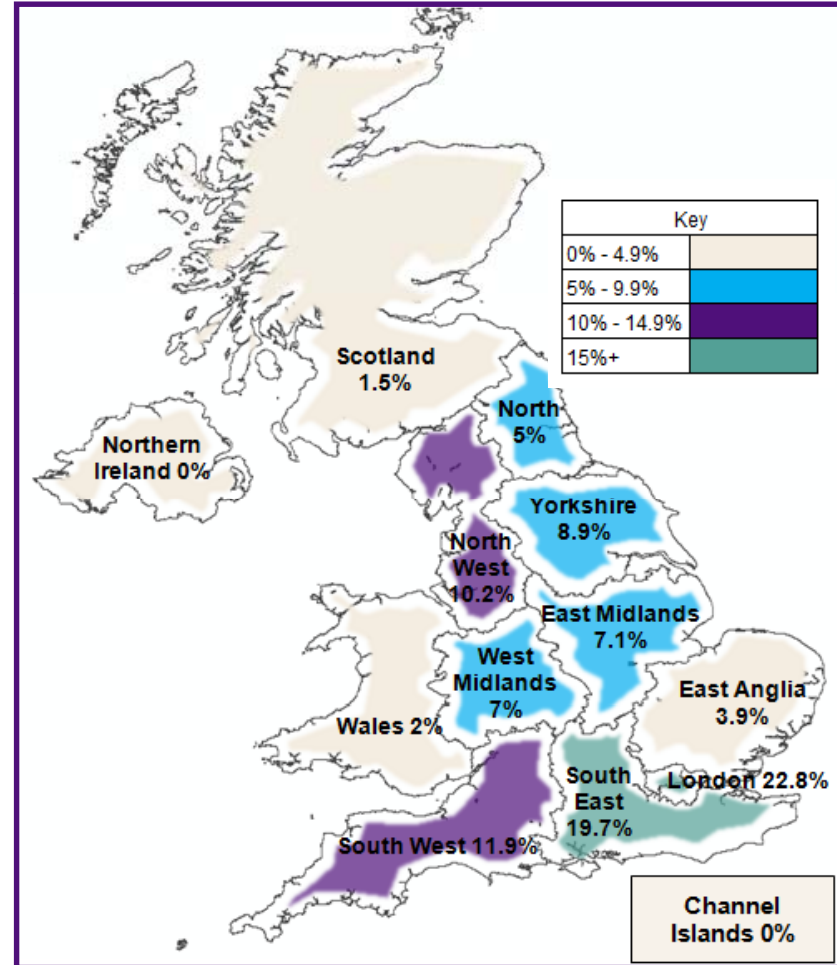 Key
0% - 4.9%
5% - 9.9%
10% - 14.9%
15%+
Scotland
1.5%
North
5%
Northern
Ireland 0%
Yorkshire
8.9%
North
West
10.2%
East Midlands
7.1%
West
Midlands
7%
East Anglia
3.9%
Wales 2%
South
East
19.7%
London 22.8%
South West 11.9%
Channel
Islands 0%